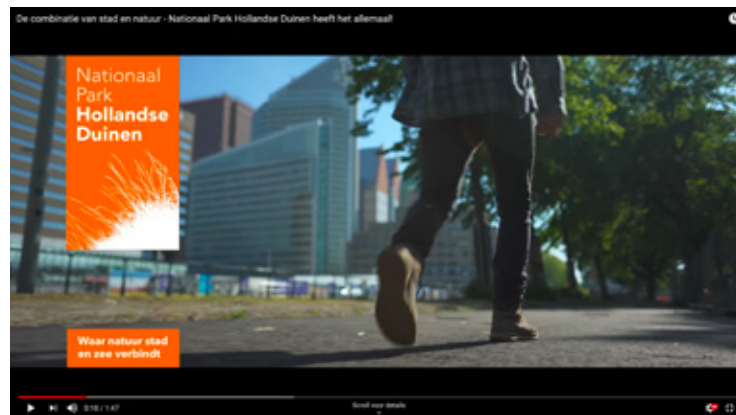 De combinatie van stad en natuur - Nationaal Park Hollandse Duinen heeft het allemaal!
Nationaal
Park
Hollandse
Duinen
Waar natuur stad
en zee verbindt
0:18 / 1:47
Scroll voor details